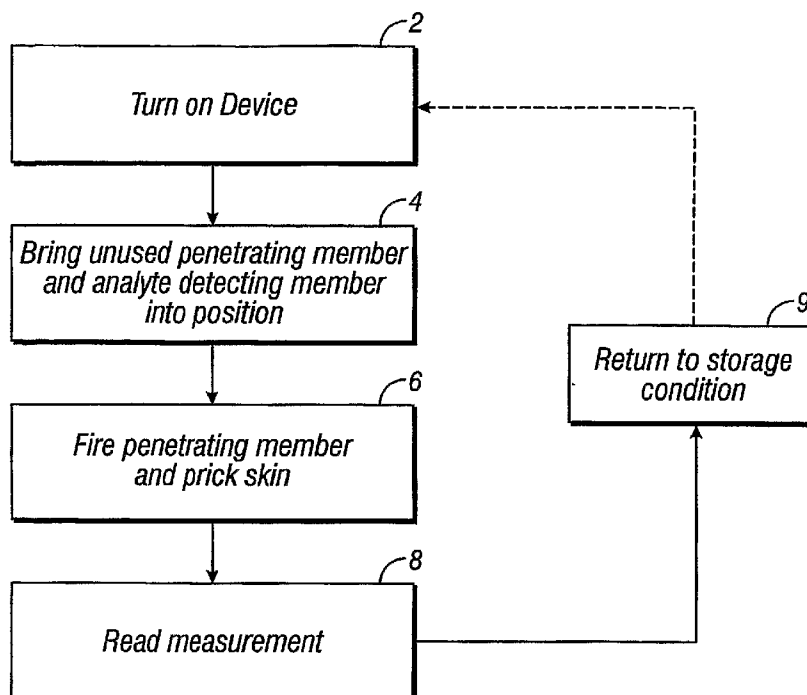 2
Turn on Device
4
Bring unused penetrating member
and analyte detecting member
into position
9
Return to storage
condition
6
Fire penetrating member
and prick skin
8
Read measurement